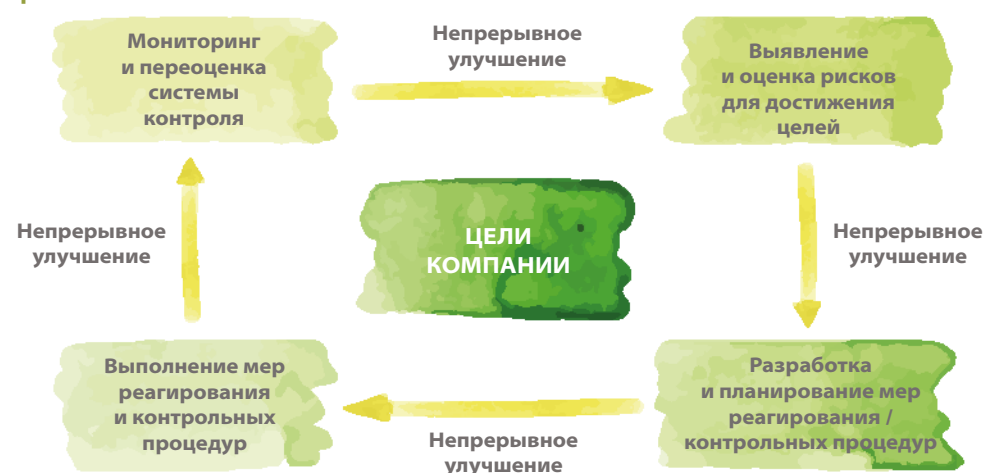 Мониторинг
и переоценка
системы
контроля
Непрерывное
улучшение
Выявление
и оценка рисков
для достижения
целей
Непрерывное
улучшение
ЦЕЛИ
КОМПАНИИ
Непрерывное
улучшение
Выполнение мер
реагирования
и контрольных
процедур
Непрерывное
улучшение
Разработка
и планирование мер
реагирования /
контрольных процедур